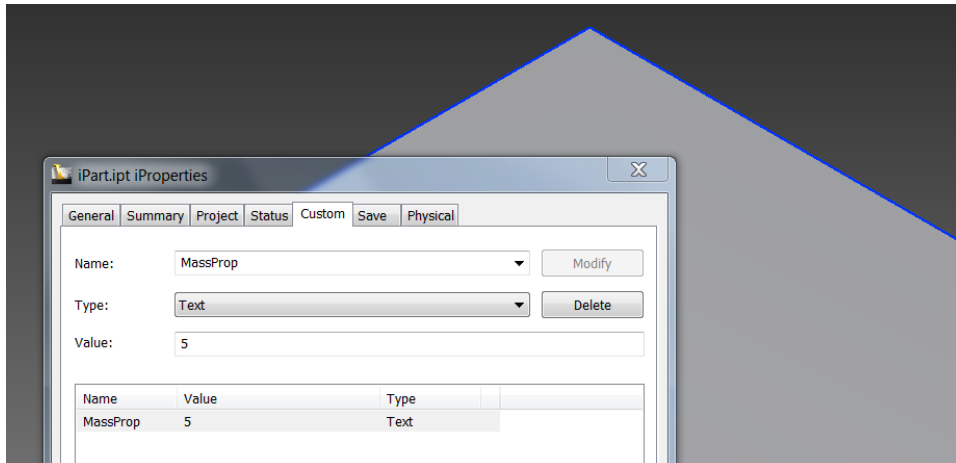 iPart.ipt iProperties
General Summary Project Status Custom Save Physical
Name: MassProp Modify
Type: Text Delete
Value: 5
Name Value Type
MassProp 5 Text